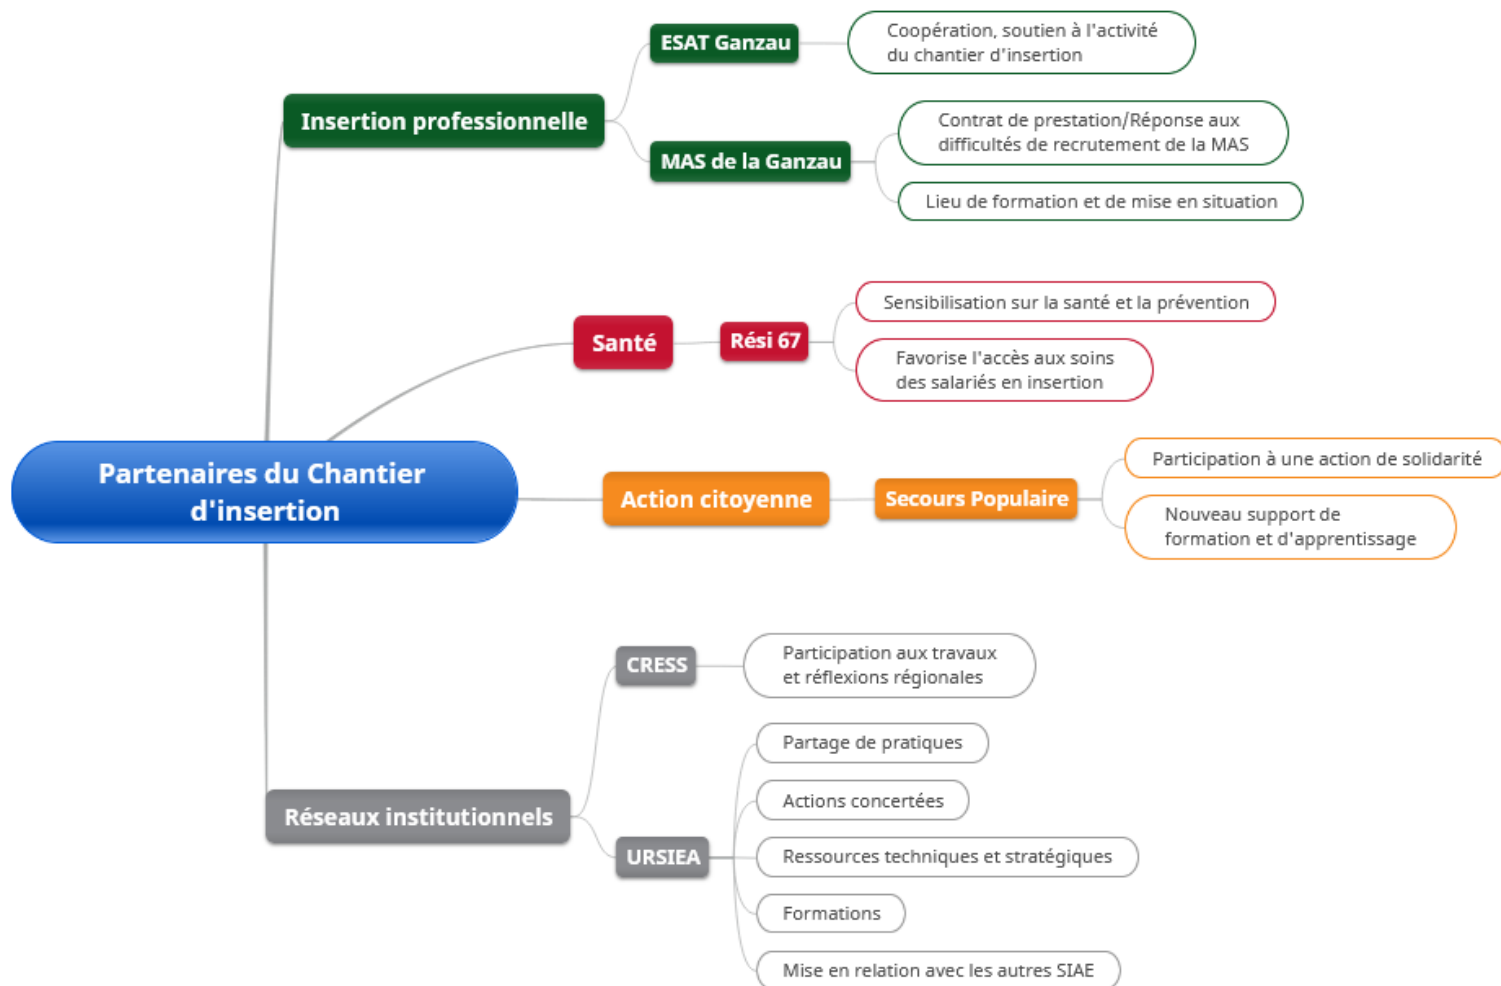 ESAT Ganzau
Coopération, soutien à l'activité
du chantier d'insertion
Insertion professionnelle
MAS de la Ganzau
Contrat de prestation/Réponse aux
difficultés de recrutement de la MAS
Lieu de formation et de mise en situation
Santé
Rési 67
Sensibilisation sur la santé et la prévention
Favorise l'accès aux soins
des salariés en insertion
Partenaires du Chantier
d'insertion
Action citoyenne
Secours Populaire
Participation à une action de solidarité
Nouveau support de
formation et d'apprentissage
Réseaux institutionnels
CRESS
Participation aux travaux
et réflexions régionales
URSIEA
Partage de pratiques
Actions concertées
Ressources techniques et stratégiques
Formations
Mise en relation avec les autres SIAE